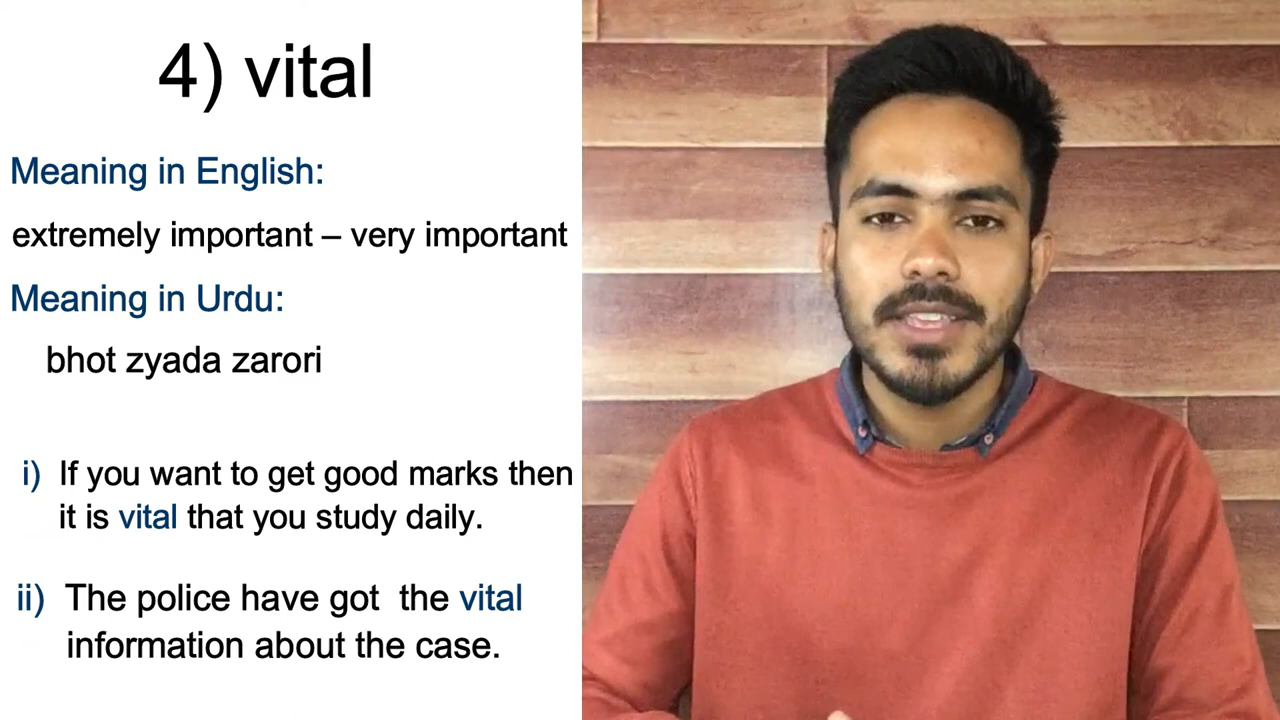 4) vital
Meaning in English:
extremely important – very important
Meaning in Urdu:
bhot zyada zarori
i) If you want to get good marks then
it is vital that you study daily.
ii) The police have got the vital
information about the case.